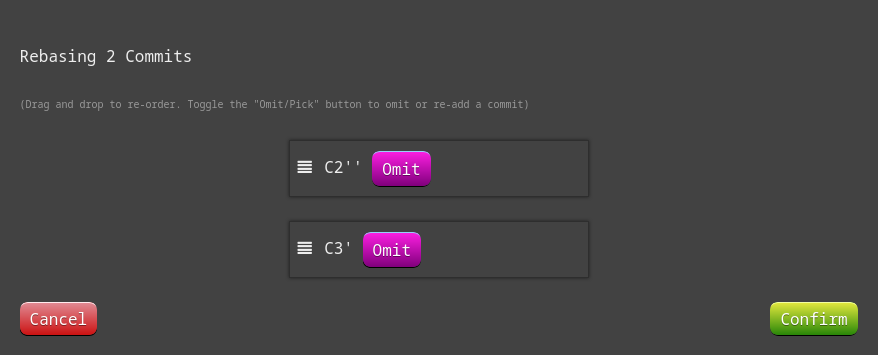 Rebasing 2 Commits
(Drag and drop to re-order. Toggle the "Omit/Pick" button to omit or re-add a commit)
C2'' Omit
C3' Omit
Cancel Confirm